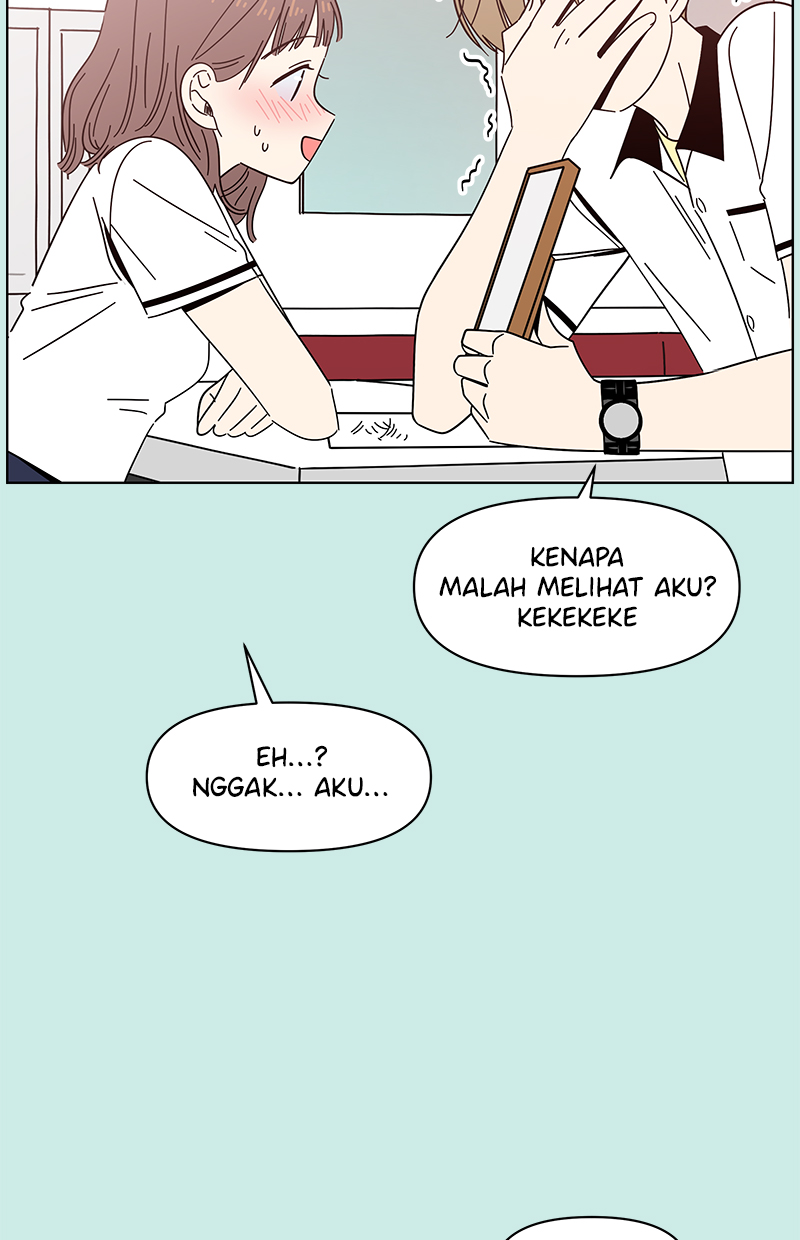 KENAPA
MALAH MELIHAT AKU?
KEKEKEKE
EH...?
NGGAK... AKU...